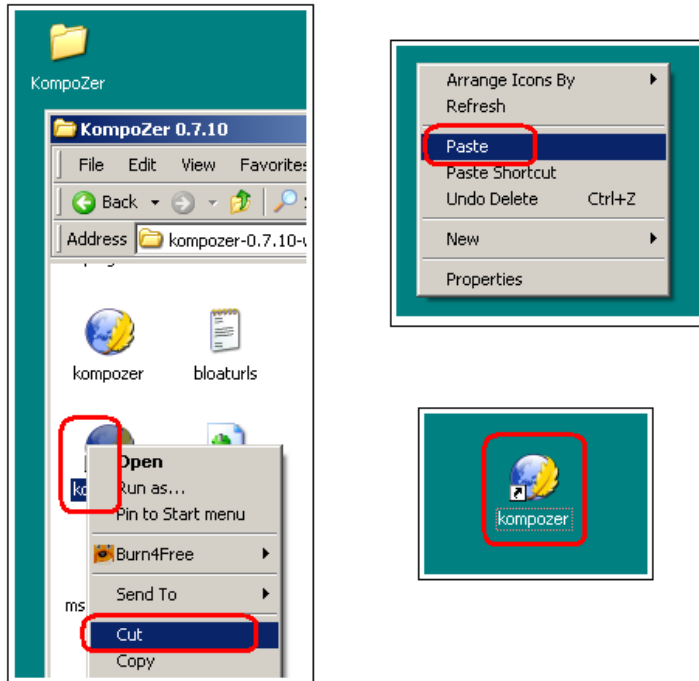 KompoZer
KompoZer 0.7.10
File Edit View Favorites
Back
Address kompozer-0.7.10-
kompozer bloaturls
Open
Run as...
Pin to Start menu
Burn4Free
Send To
ms
Cut
Copy
Arrange Icons By
Refresh
Paste
Paste Shortcut
Undo Delete Ctrl+Z
New
Properties
kompozer